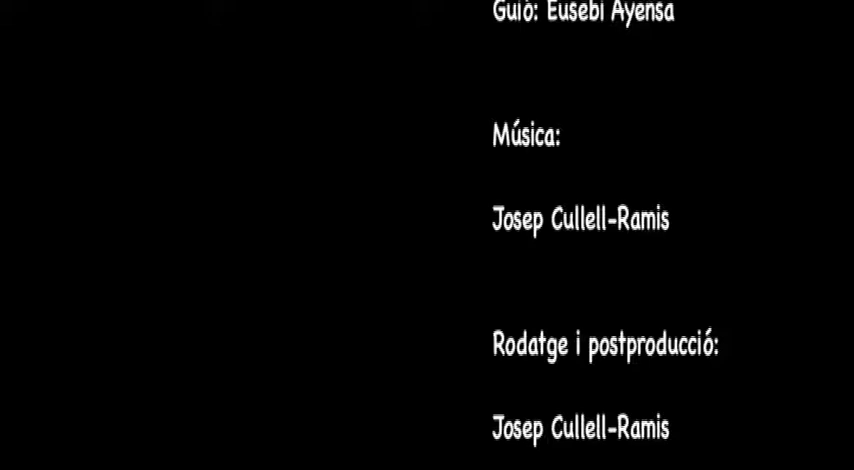 Guió: Eusebi Ayensa
Música:
Josep Cullell-Ramis
Rodatge i postproducció:
Josep Cullell-Ramis